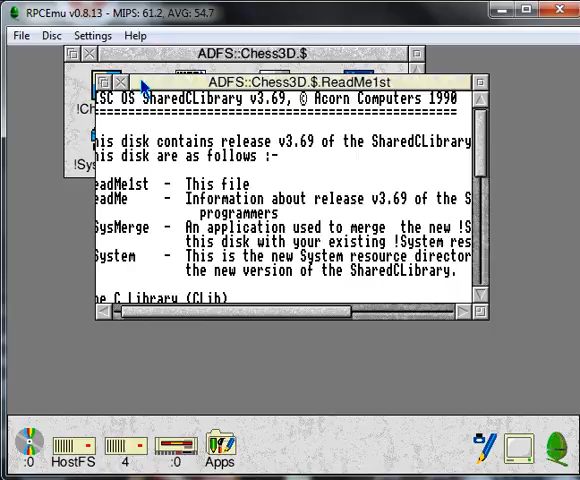 RPCEmu v0.8.13 - MIPS: 61.2, AVG: 54.7
File Disc Settings Help
ADFS::Chess3D.$
ADFS::Chess3D.$.ReadMe1st
!Ch
!Sys
ISC OS SharedCLibrary v3.69, © Acorn Computers 1990
====================================================
his disk contains release v3.69 of the SharedCLibrary
his disk are as follows :-
eadMe1st - This file
eadMe - Information about release v3.69 of the S
programmers
SysMerge - An application used to merge the new !S
this disk with your existing !System res
System - This is the new System resource director
the new version of the SharedCLibrary.
he C Library (CLib)
:0 HostFS 4 :0 Apps